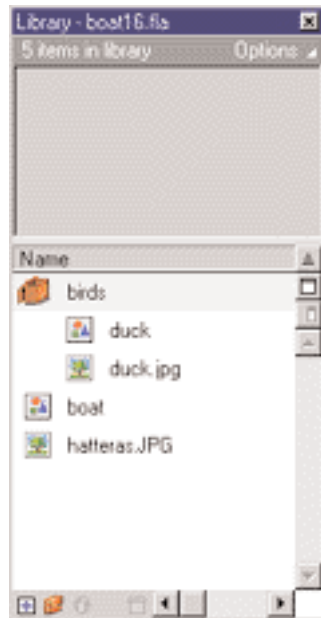 Library - boat16.fla
5 items in library Options
Name
birds
duck
duck.jpg
boat
hatteras.JPG